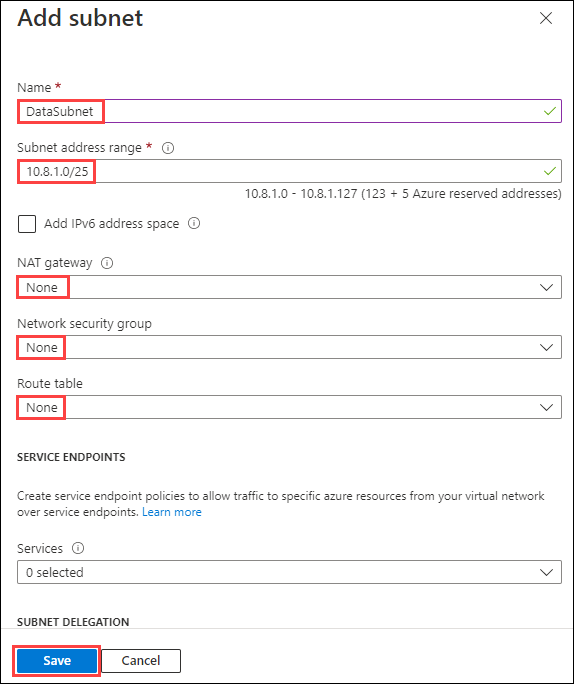 Add subnet
Name *
DataSubnet
Subnet address range *
10.8.1.0/25
10.8.1.0 - 10.8.1.127 (123 + 5 Azure reserved addresses)
Add IPv6 address space
NAT gateway
None
Network security group
None
Route table
None
SERVICE ENDPOINTS
Create service endpoint policies to allow traffic to specific azure resources from your virtual network
over service endpoints. Learn more
Services
0 selected
SUBNET DELEGATION
Save Cancel